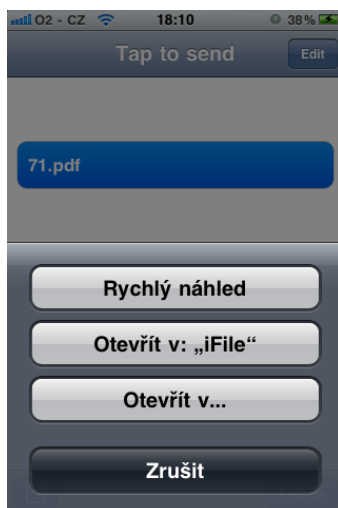 O2 - CZ 18:10 38%
Tap to send Edit
71.pdf
Rychlý náhled
Otevřít v: „iFile“
Otevřít v...
Zrušit